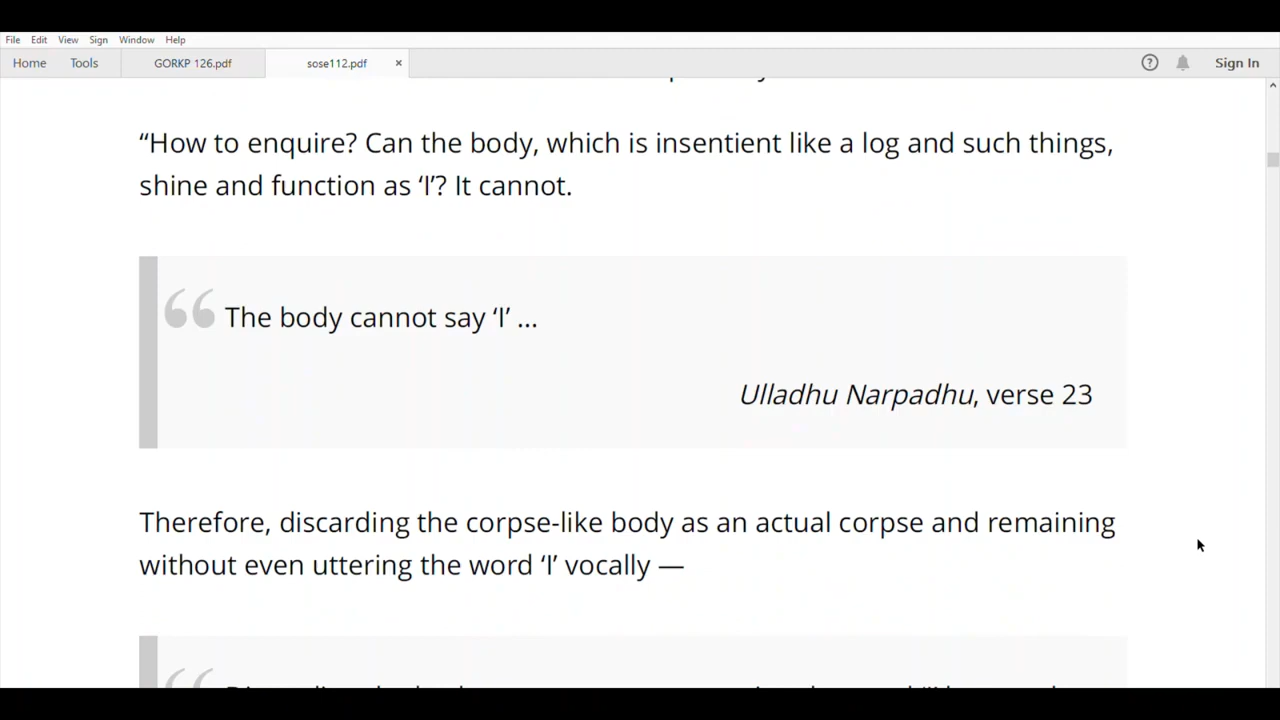 File Edit View Sign Window Help
Home Tools GORKP 126.pdf sose112.pdf × Sign In
“How to enquire? Can the body, which is insentient like a log and such things,
shine and function as ‘I’? It cannot.
The body cannot say ‘I’ ...
Ulladhu Narpadhu, verse 23
Therefore, discarding the corpse-like body as an actual corpse and remaining
without even uttering the word ‘I’ vocally —